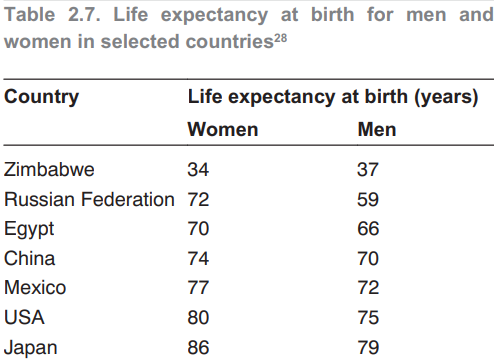 Table 2.7. Life expectancy at birth for men and
women in selected countries28
Country Life expectancy at birth (years)
Women Men
Zimbabwe 34 37
Russian Federation 72 59
Egypt 70 66
China 74 70
Mexico 77 72
USA 80 75
Japan 86 79